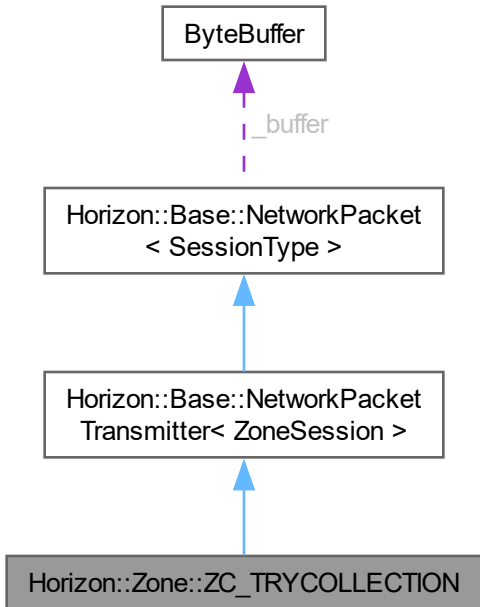 ByteBuffer
_buffer
Horizon::Base::NetworkPacket
< SessionType >
Horizon::Base::NetworkPacket
Transmitter< ZoneSession >
Horizon::Zone::ZC_TRYCOLLECTION